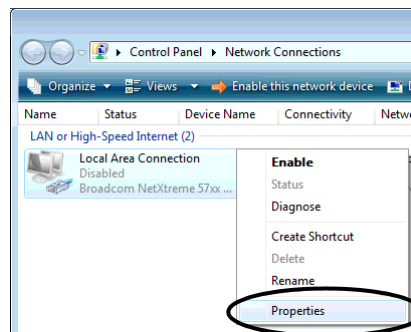 Control Panel Network Connections
Organize Views Enable this network device
Name Status Device Name Connectivity Netw
LAN or High-Speed Internet (2)
Local Area Connection
Disabled
Broadcom NetXtreme 57xx ...
Enable
Status
Diagnose
Create Shortcut
Delete
Rename
Properties